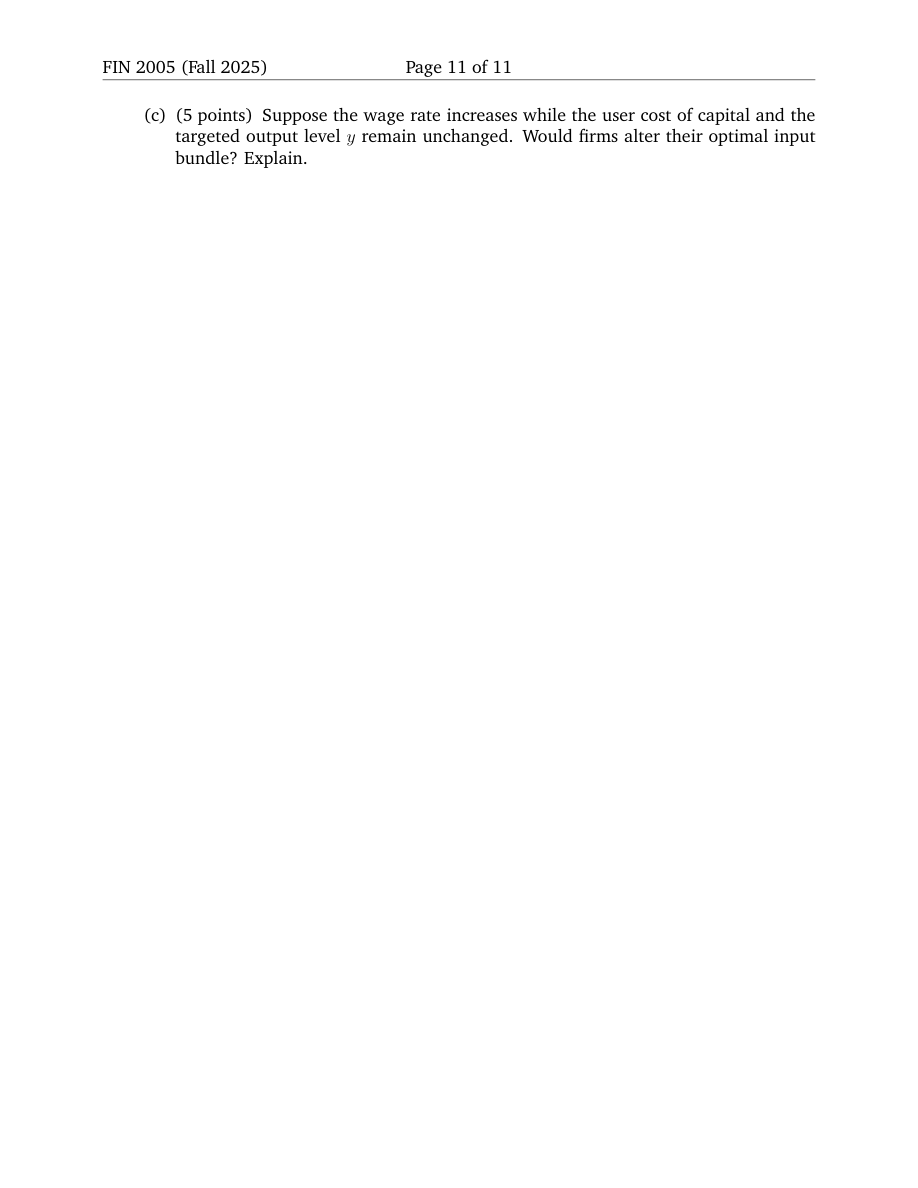 FIN 2005 (Fall 2025) Page 11 of 11
(c) (5 points) Suppose the wage rate increases while the user cost of capital and the
targeted output level y remain unchanged. Would firms alter their optimal input
bundle? Explain.